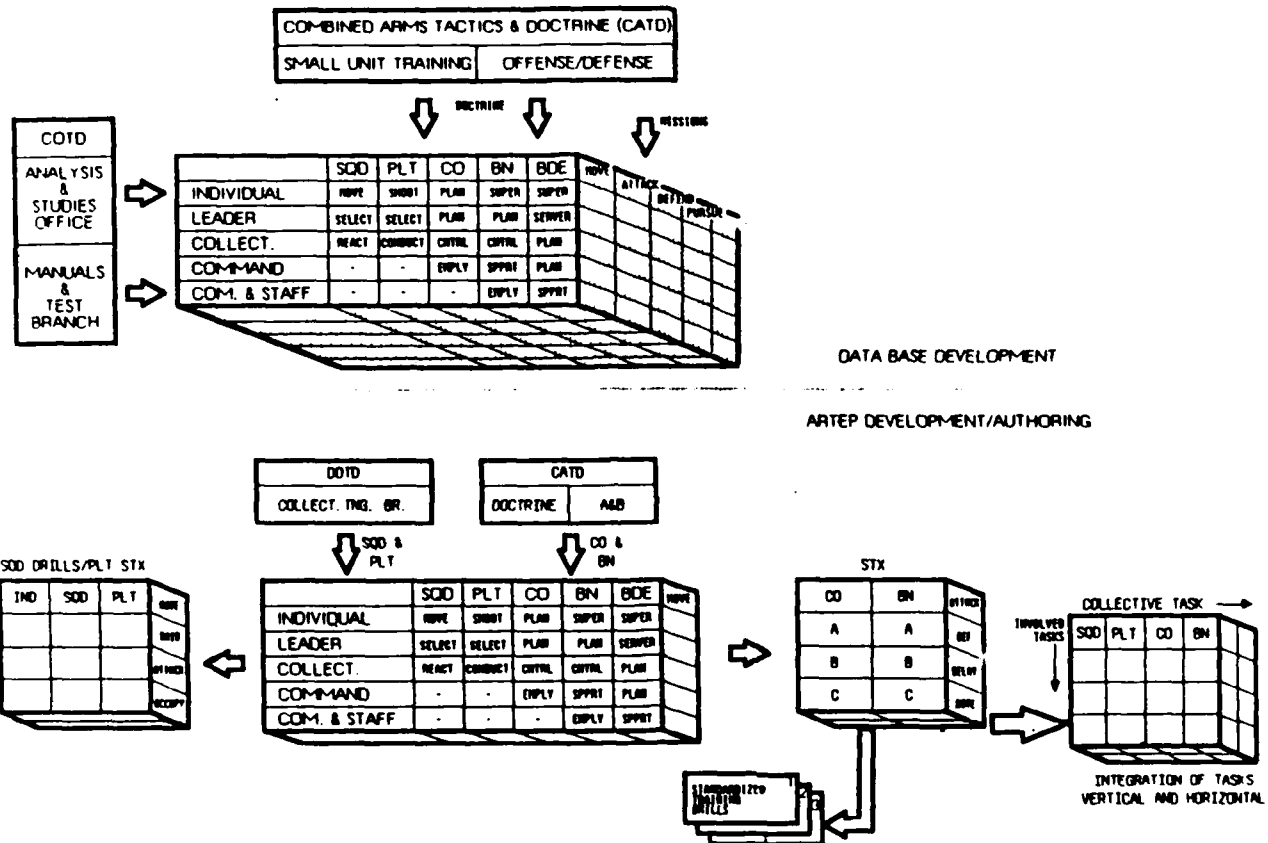 COMBINED ARMS TACTICS & DOCTRINE (CATD)
SMALL UNIT TRAINING OFFENSE/DEFENSE
DOCTRINE
MISSIONS
COTD
ANALYSIS
&
STUDIES
OFFICE
MANUALS
&
TEST
BRANCH
SQD PLT CO BN BDE MOVE ATTACK DEFEND PURSUE
INDIVIDUAL MOVE SHOOT PLAN SUPER SUPER
LEADER SELECT SELECT PLAN PLAN SERVER
COLLECT. REACT CONDUCT CNTRL CNTRL PLAN
COMMAND - - EMPLY SPPRT PLAN
COM. & STAFF - - - EMPLY SPPRT
DATA BASE DEVELOPMENT
ARTEP DEVELOPMENT/AUTHORING
DOTD
COLLECT. TNG. BR.
CATD
DOCTRINE A&B
SQD &
PLT
CO &
BN
SQD DRILLS/PLT STX
IND SQD PLT MOVE
ATTACK
OCCUPY
SQD PLT CO BN BDE MOVE
INDIVIQUAL MOVE SHOOT PLAN SUPER SUPER
LEADER SELECT SELECT PLAN PLAN SERVER
COLLECT. REACT CONDUCT CNTRL CNTRL PLAN
COMMAND - - EMPLY SPPRT PLAN
COM. & STAFF - - - EMPLY SPPRT
STX
CO BN ATTACK
A A DEF
B B DELAY
C C MOVE
STANDARDIZED
TRAINING
DRILLS
1
2
3
COLLECTIVE TASK
INVOLVED
TASKS
SQD PLT CO BN
INTEGRATION OF TASKS
VERTICAL AND HORIZONTAL